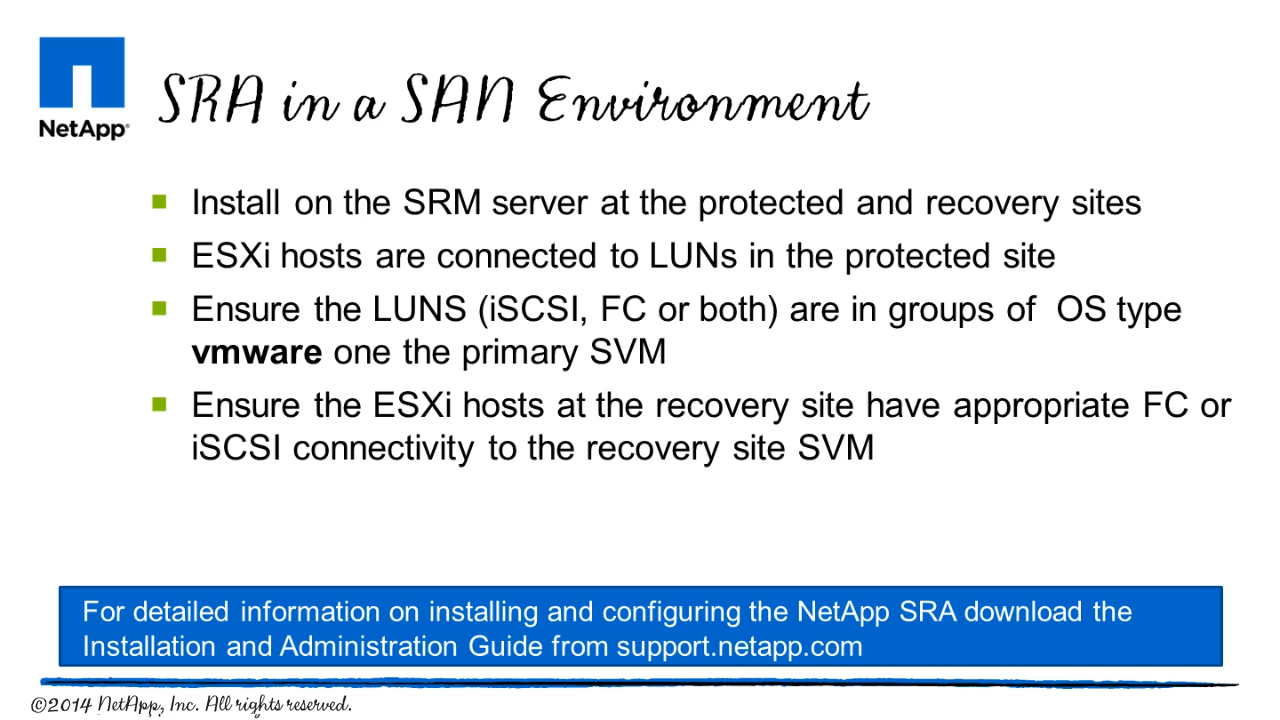 NetApp®
SRA in a SAN Environment
Install on the SRM server at the protected and recovery sites
ESXi hosts are connected to LUNs in the protected site
Ensure the LUNS (iSCSI, FC or both) are in groups of OS type
vmware one the primary SVM
Ensure the ESXi hosts at the recovery site have appropriate FC or
iSCSI connectivity to the recovery site SVM
For detailed information on installing and configuring the NetApp SRA download the
Installation and Administration Guide from support.netapp.com
©2014 NetApp, Inc. All rights reserved.